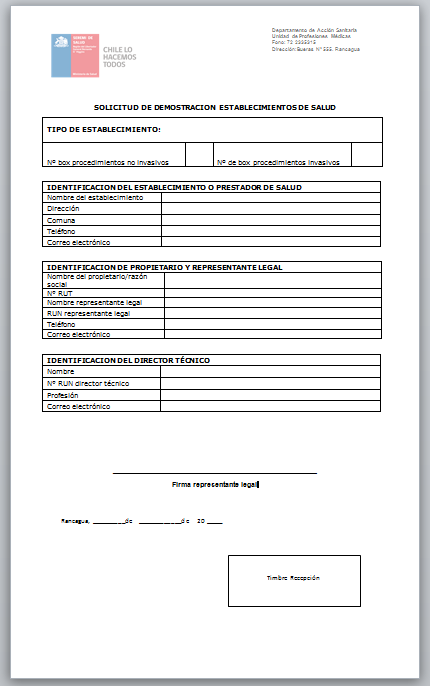 Departamento de Acción Sanitaria
Unidad de Profesiones Médicas
Fono: 72 2335315
Dirección: Bueras Nº 555. Rancagua
CHILE LO
HACEMOS
TODOS
SOLICITUD DE DEMOSTRACION ESTABLECIMIENTOS DE SALUD
TIPO DE ESTABLECIMIENTO:
Nº box procedimientos no invasivos
Nº de box procedimientos invasivos
IDENTIFICACION DEL ESTABLECIMIENTO O PRESTADOR DE SALUD
Nombre del establecimiento
Dirección
Comuna
Teléfono
Correo electrónico
IDENTIFICACION DE PROPIETARIO Y REPRESENTANTE LEGAL
Nombre del propietario/razón
social
Nº RUT
Nombre representante legal
RUN representante legal
Teléfono
Correo electrónico
IDENTIFICACION DEL DIRECTOR TÉCNICO
Nombre
Nº RUN director técnico
Profesión
Correo electrónico
Firma representante legal
Rancagua, _________de ____________de 20 ____
Timbre Recepción